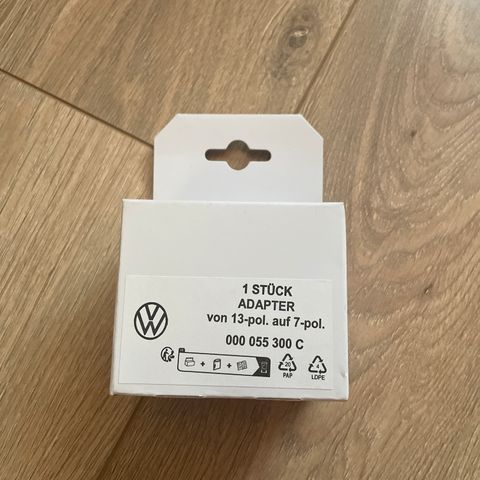 1 STÜCK
ADAPTER
von 13-pol. auf 7-pol.
000 055 300 C
20
PAP
4
LDPE